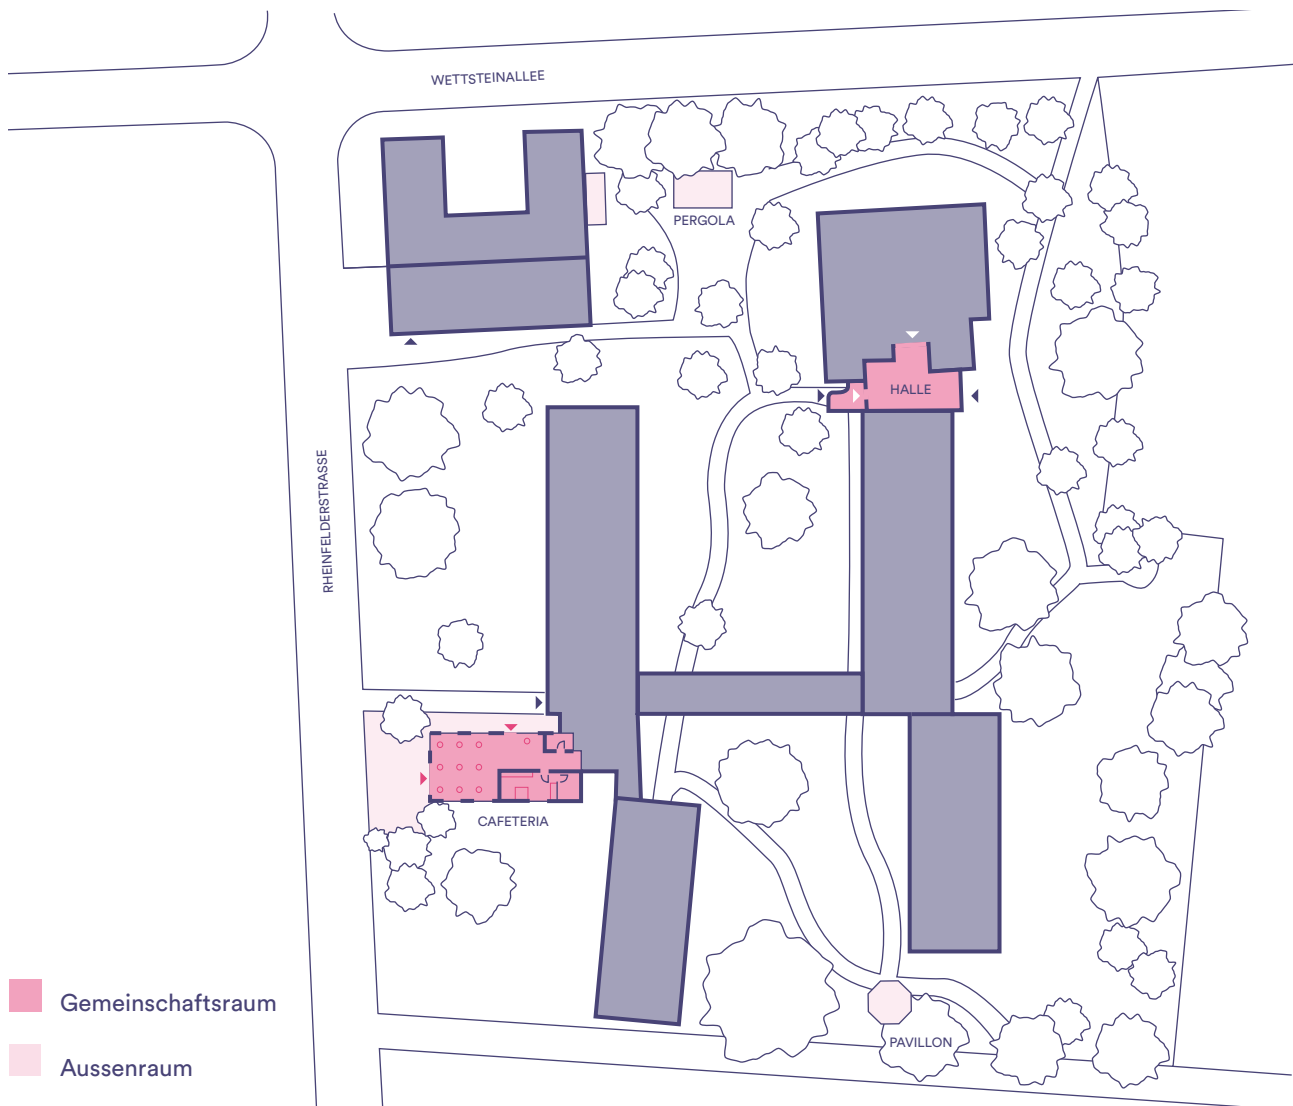 WETTSTEINALLEE
PERGOLA
HALLE
RHEINFELDERSTRASSE
CAFETERIA
Gemeinschaftsraum
PAVILLON
Aussenraum